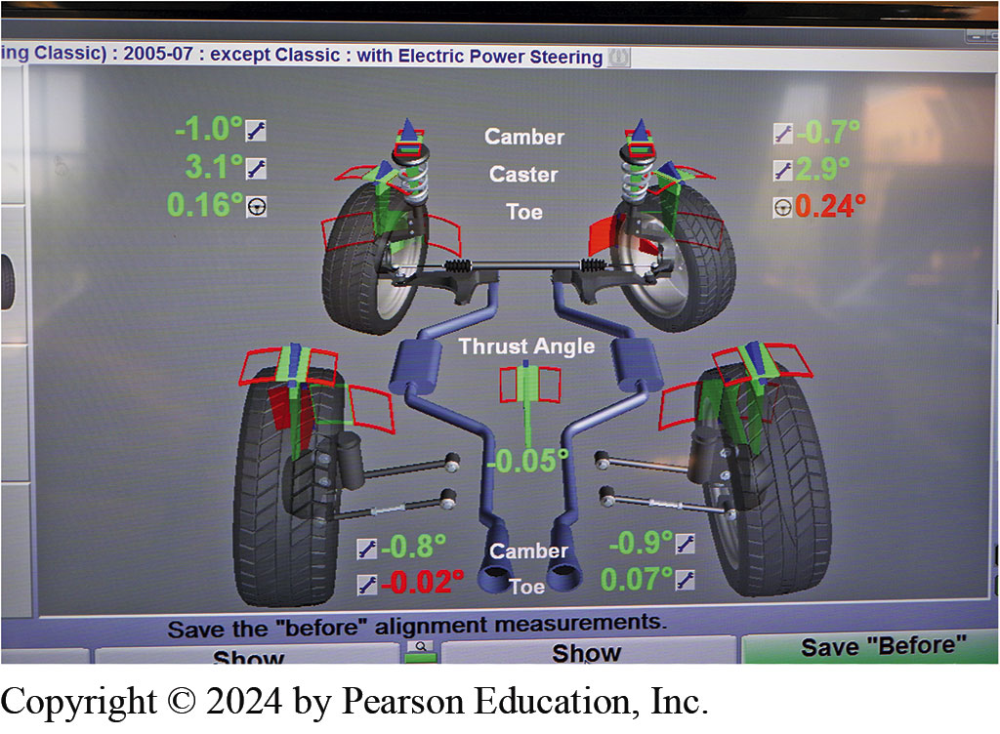 ing Classic) : 2005-07 : except Classic : with Electric Power Steering
-1.0° Camber -0.7°
3.1° Caster 2.9°
0.16° Toe 0.24°
Thrust Angle
-0.05°
-0.8° Camber -0.9°
-0.02° Toe 0.07°
Save the "before" alignment measurements.
Show Show Save "Before"
Copyright © 2024 by Pearson Education, Inc.